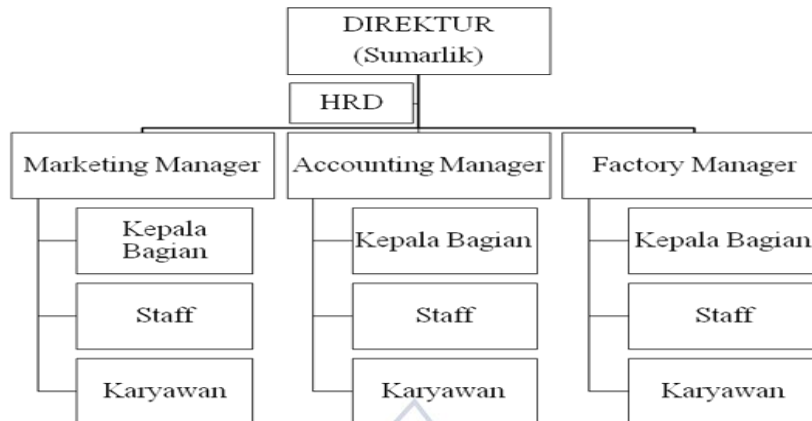 DIREKTUR
(Sumarlik)
HRD
Marketing Manager
Accounting Manager
Factory Manager
Kepala
Bagian
Kepala Bagian
Kepala Bagian
Staff
Staff
Staff
Karyawan
Karyawan
Karyawan